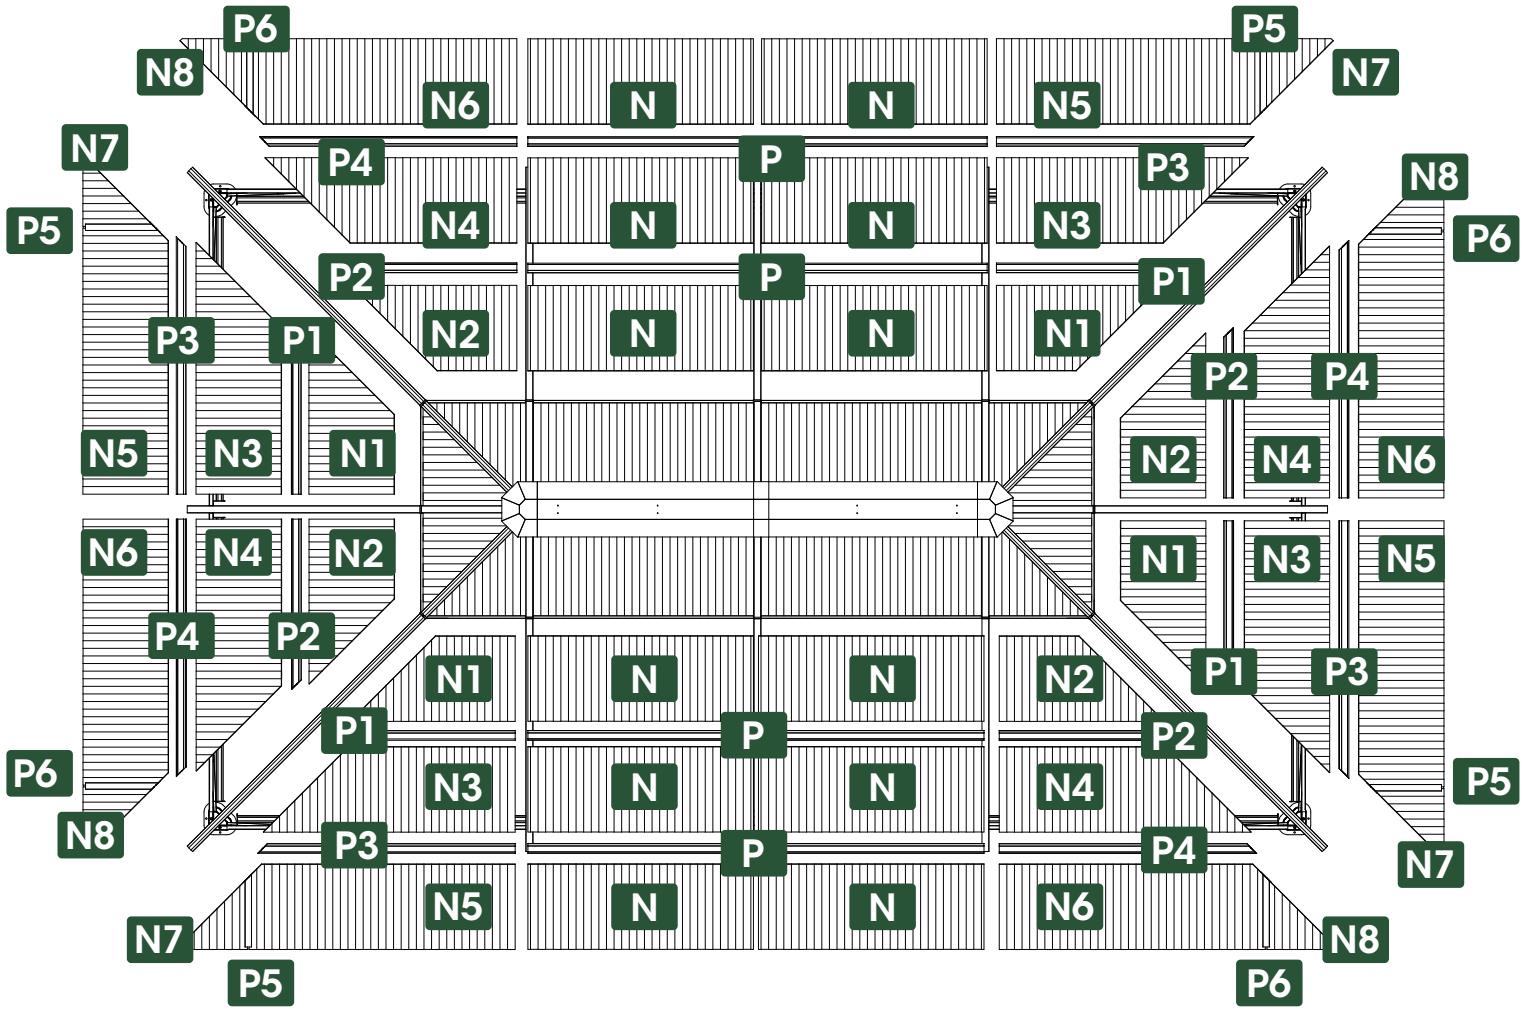 P6 P5
N8 N7
N6 N N N5
N7 P4 P P3 N8
P5 N4 N N N3 P6
P2 P P1
P3 P1 N2 N N N1 P2 P4
N5 N3 N1 N2 N4 N6
N6 N4 N2 N1 N3 N5
P4 P2 N1 N N N2 P1 P3
P1 P P2
P6 N3 N N N4 P5
N8 P3 P P4 N7
N5 N N N6
N7 N8
P5 P6